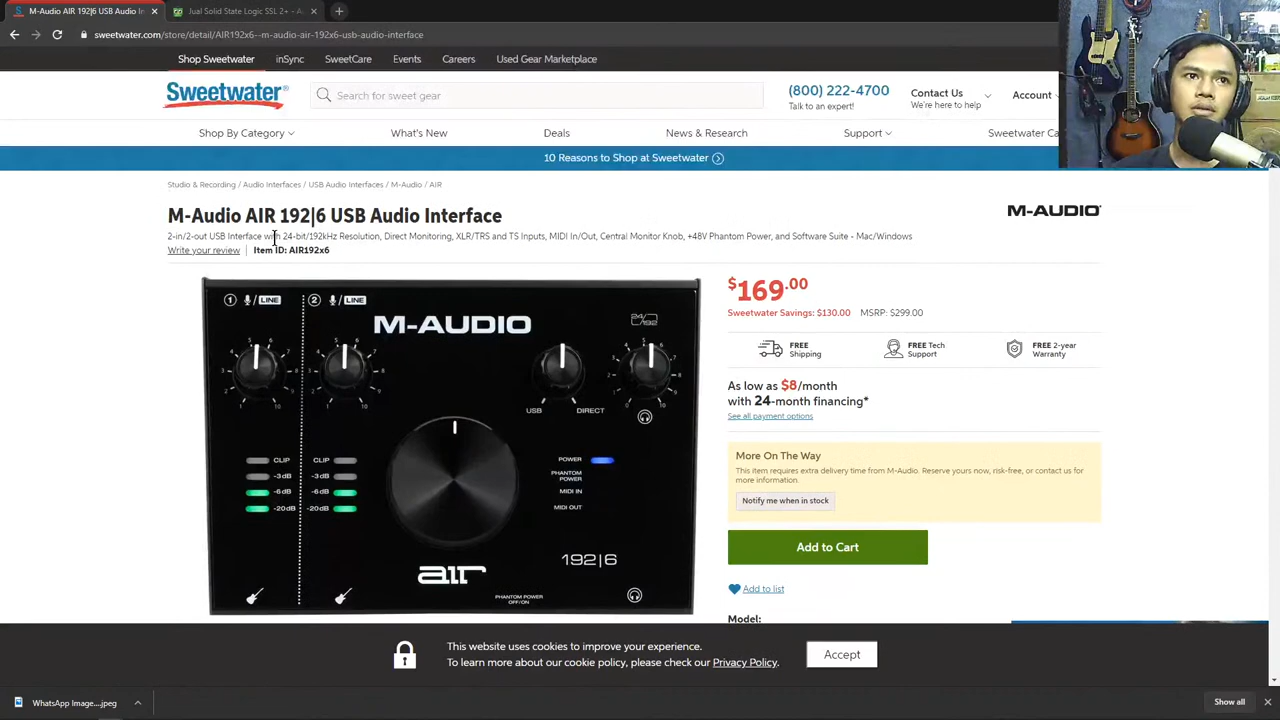 M-Audio AIR 192|6 USB Audio In
Jual Solid State Logic SSL 2+ - Au
sweetwater.com/store/detail/AIR192x6--m-audio-air-192x6-usb-audio-interface
Shop Sweetwater inSync SweetCare Events Careers Used Gear Marketplace
Sweetwater
Search for sweet gear
(800) 222-4700
Talk to an expert!
Contact Us
We're here to help
Account
Shop By Category What's New Deals News & Research Support Sweetwater Ca
10 Reasons to Shop at Sweetwater
Studio & Recording / Audio Interfaces / USB Audio Interfaces / M-Audio / AIR
M-Audio AIR 192|6 USB Audio Interface
M-AUDIO
2-in/2-out USB Interface with 24-bit/192kHz Resolution, Direct Monitoring, XLR/TRS and TS Inputs, MIDI In/Out, Central Monitor Knob, +48V Phantom Power, and Software Suite - Mac/Windows
Write your review Item ID: AIR192x6
1 LINE 2 LINE
M-AUDIO
24/192
USB DIRECT
CLIP CLIP
-3dB -3dB
-6dB -6dB
-20dB -20dB
POWER
PHANTOM
POWER
MIDI IN
MIDI OUT
192|6
air
PHANTOM POWER
OFF/ON
$169.00
Sweetwater Savings: $130.00 MSRP: $299.00
FREE
Shipping
FREE Tech
Support
FREE 2-year
Warranty
As low as $8/month
with 24-month financing*
See all payment options
More On The Way
This item requires extra delivery time from M-Audio. Reserve yours now, risk-free, or contact us for
more information.
Notify me when in stock
Add to Cart
Add to list
Model:
This website uses cookies to improve your experience.
To learn more about our cookie policy, please check our Privacy Policy.
Accept
WhatsApp Image....jpeg
Show all